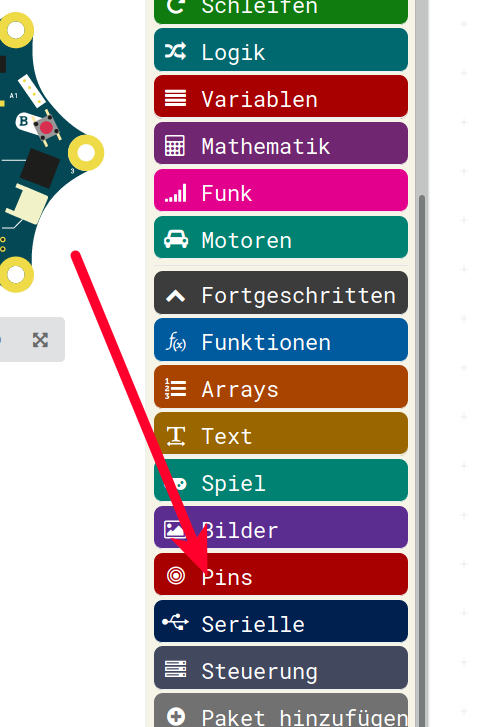 Schleifen
A1
Logik
Variablen
B
Mathematik
3
Funk
Motoren
Fortgeschritten
Funktionen
Arrays
Text
Spiel
Bilder
Pins
Serielle
Steuerung
Paket hinzufügen